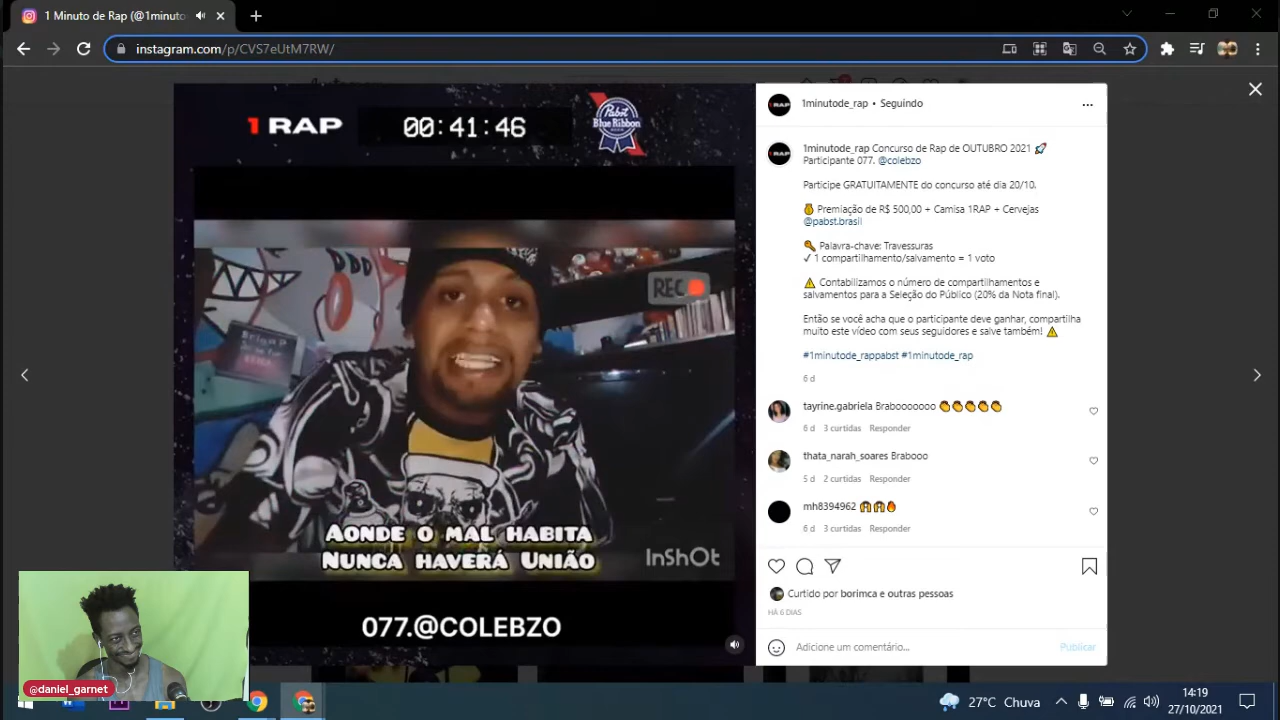 1 Minuto de Rap (@1minuto
instagram.com/p/CVS7eUtM7RW/
1 RAP
00:41:46
Pabst
Blue Ribbon
REC
AONDE O MAL HABITA
NUNCA HAVERÁ UNIÃO
InShOt
077.@COLEBZO
@daniel_garnet
1minutode_rap • Seguindo
1minutode_rap Concurso de Rap de OUTUBRO 2021 🚀
Participante 077. @colebzo
Participe GRATUITAMENTE do concurso até dia 20/10.
🏅 Premiação de R$ 500,00 + Camisa 1RAP + Cervejas
@pabst.brasil
🔑 Palavra-chave: Travessuras
✓ 1 compartilhamento/salvamento = 1 voto
⚠️ Contabilizamos o número de compartilhamentos e
salvamentos para a Seleção do Público (20% da Nota final).
Então se você acha que o participante deve ganhar, compartilha
muito este vídeo com seus seguidores e salve também! ⚠️
#1minutode_rappabst #1minutode_rap
6 d
tayrine.gabriela Brabooooooo 👏👏👏👏👏
6 d 3 curtidas Responder
thata_narah_soares Brabooo
5 d 2 curtidas Responder
mh8394962 🙌🙌🔥
6 d 3 curtidas Responder
Curtido por borimca e outras pessoas
HÁ 6 DIAS
Adicione um comentário...
Publicar
27°C Chuva
14:19
27/10/2021